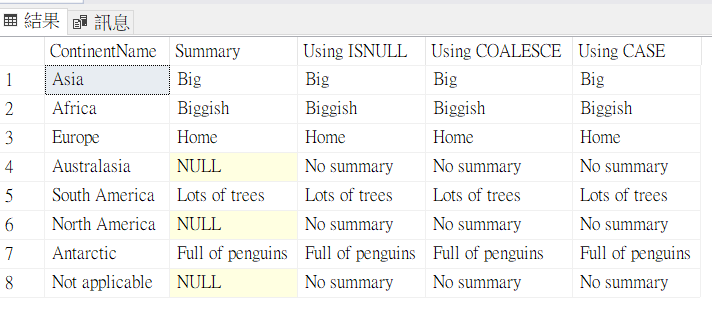 結果 訊息
ContinentName Summary Using ISNULL Using COALESCE Using CASE
1 Asia Big Big Big Big
2 Africa Biggish Biggish Biggish Biggish
3 Europe Home Home Home Home
4 Australasia NULL No summary No summary No summary
5 South America Lots of trees Lots of trees Lots of trees Lots of trees
6 North America NULL No summary No summary No summary
7 Antarctic Full of penguins Full of penguins Full of penguins Full of penguins
8 Not applicable NULL No summary No summary No summary